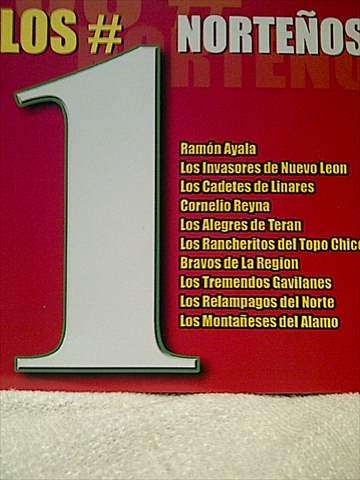 LOS # NORTEÑOS
1
Ramón Ayala
Los Invasores de Nuevo Leon
Los Cadetes de Linares
Cornelio Reyna
Los Alegres de Teran
Los Rancheritos del Topo Chico
Bravos de La Region
Los Tremendos Gavilanes
Los Relampagos del Norte
Los Montañeses del Alamo